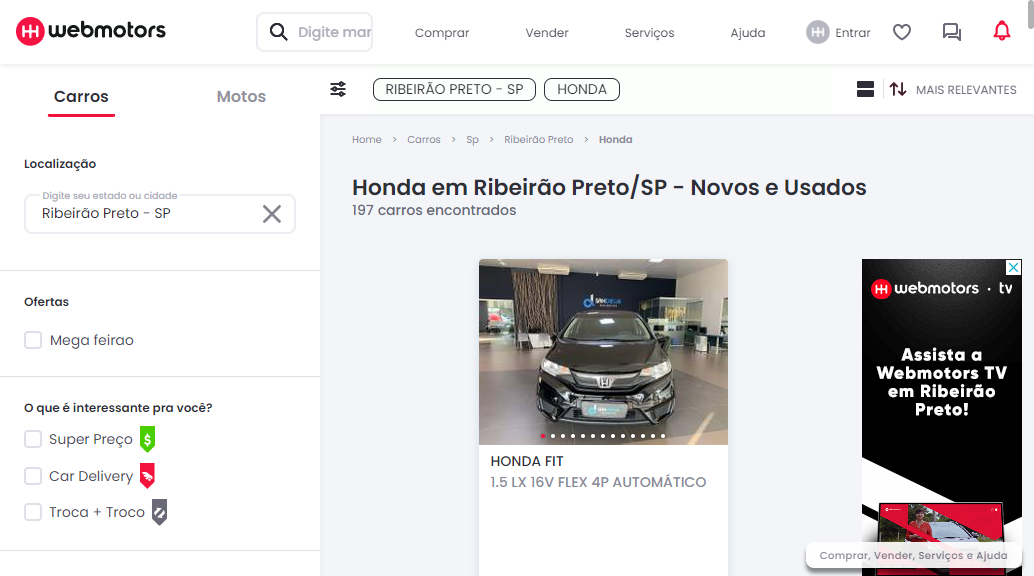 webmotors
Digite mar
Comprar
Vender
Serviços
Ajuda
Entrar
Carros
Motos
RIBEIRÃO PRETO - SP
HONDA
MAIS RELEVANTES
Localização
Digite seu estado ou cidade
Ribeirão Preto - SP
Ofertas
Mega feirao
O que é interessante pra você?
Super Preço
$
Car Delivery
Troca + Troco
Home > Carros > Sp > Ribeirão Preto > Honda
Honda em Ribeirão Preto/SP - Novos e Usados
197 carros encontrados
HONDA FIT
1.5 LX 16V FLEX 4P AUTOMÁTICO
webmotors · tv
Assista a
Webmotors TV
em Ribeirão
Preto!
Comprar, Vender, Serviços e Ajuda